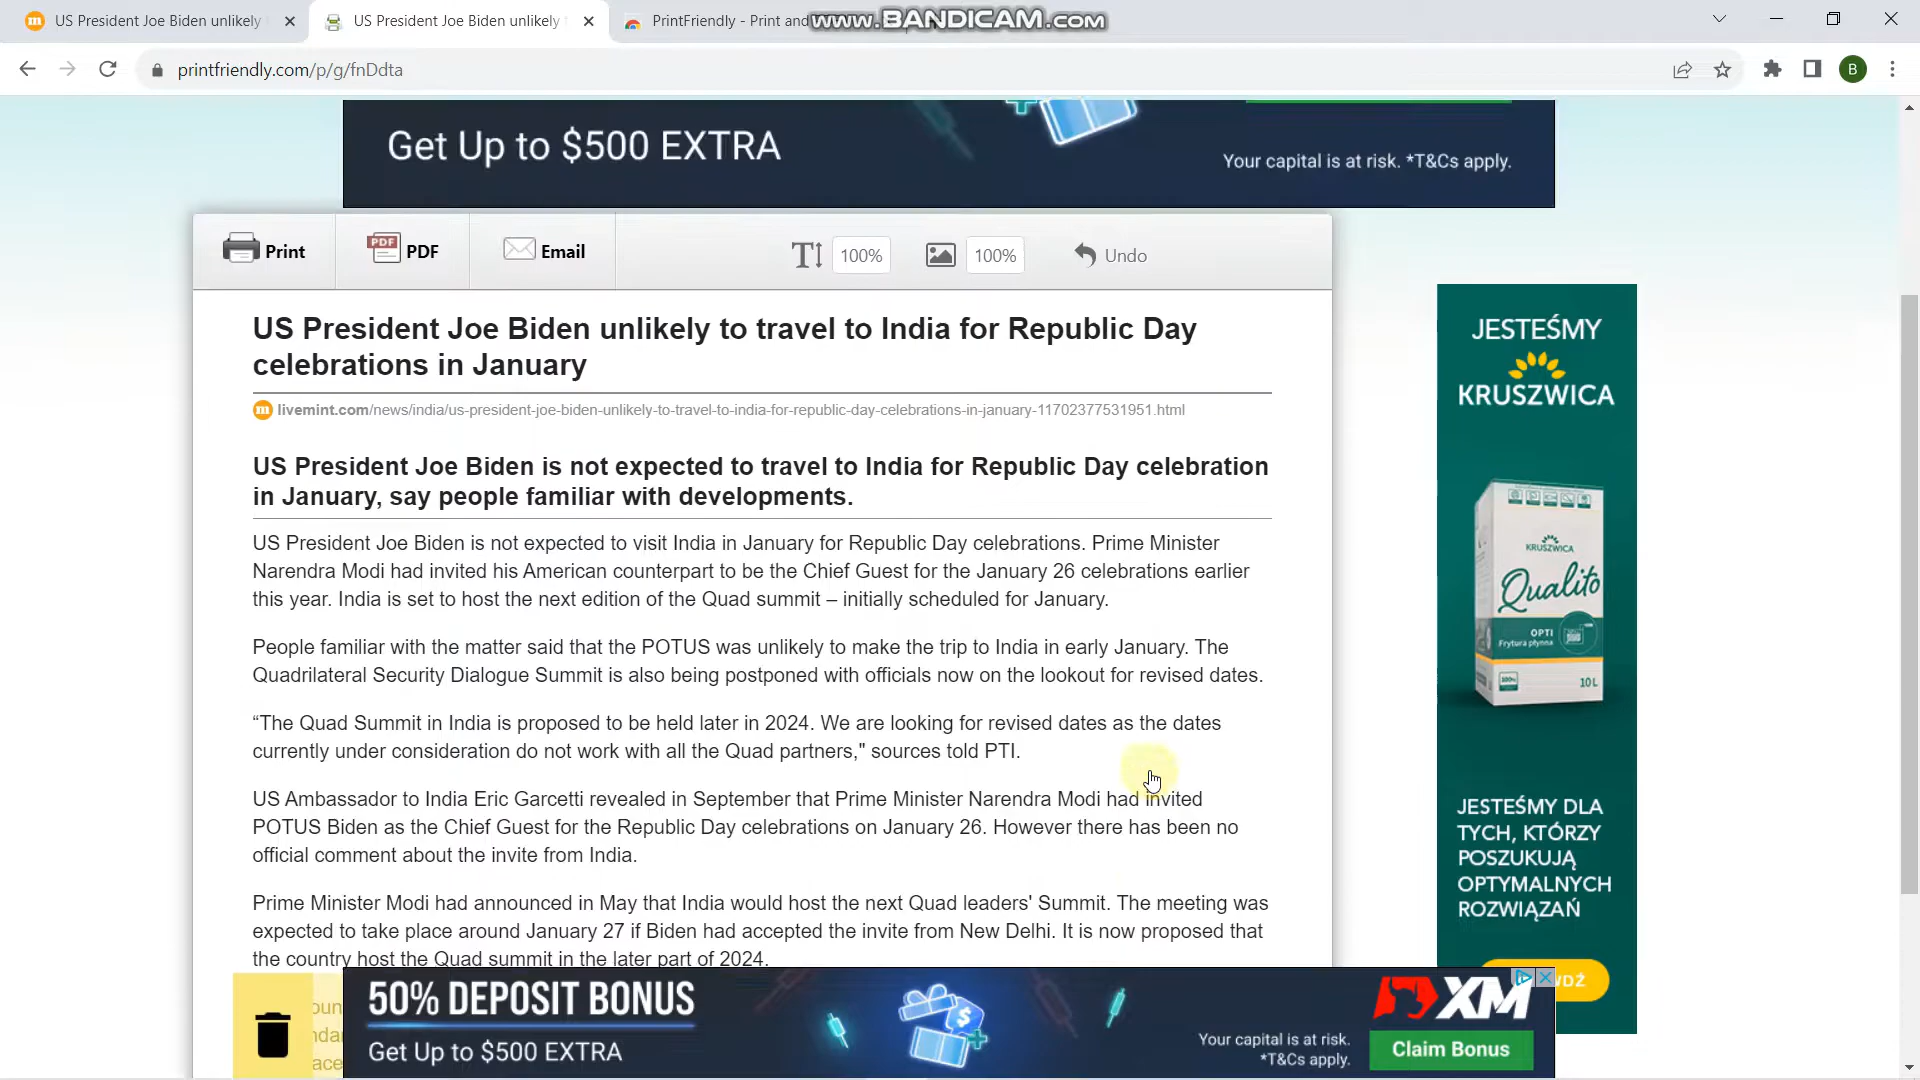 US President Joe Biden unlikely
US President Joe Biden unlikely t
PrintFriendly - Print and
www.BANDICAM.com
B
printfriendly.com/p/g/fnDdta
Get Up to $500 EXTRA
Your capital is at risk. *T&Cs apply.
Print
PDF
PDF
Email
100%
100%
Undo
US President Joe Biden unlikely to travel to India for Republic Day
celebrations in January
m livemint.com/news/india/us-president-joe-biden-unlikely-to-travel-to-india-for-republic-day-celebrations-in-january-11702377531951.html
US President Joe Biden is not expected to travel to India for Republic Day celebration
in January, say people familiar with developments.
US President Joe Biden is not expected to visit India in January for Republic Day celebrations. Prime Minister
Narendra Modi had invited his American counterpart to be the Chief Guest for the January 26 celebrations earlier
this year. India is set to host the next edition of the Quad summit – initially scheduled for January.
People familiar with the matter said that the POTUS was unlikely to make the trip to India in early January. The
Quadrilateral Security Dialogue Summit is also being postponed with officials now on the lookout for revised dates.
“The Quad Summit in India is proposed to be held later in 2024. We are looking for revised dates as the dates
currently under consideration do not work with all the Quad partners," sources told PTI.
US Ambassador to India Eric Garcetti revealed in September that Prime Minister Narendra Modi had invited
POTUS Biden as the Chief Guest for the Republic Day celebrations on January 26. However there has been no
official comment about the invite from India.
Prime Minister Modi had announced in May that India would host the next Quad leaders' Summit. The meeting was
expected to take place around January 27 if Biden had accepted the invite from New Delhi. It is now proposed that
the country host the Quad summit in the later part of 2024.
JESTEŚMY
KRUSZWICA
KRUSZWICA
Qualito
OPTI
Frytura płynna
100%
10L
JESTEŚMY DLA
TYCH, KTÓRZY
POSZUKUJĄ
OPTYMALNYCH
ROZWIĄZAŃ
50% DEPOSIT BONUS
Get Up to $500 EXTRA
Your capital is at risk.
*T&Cs apply.
XM
Claim Bonus